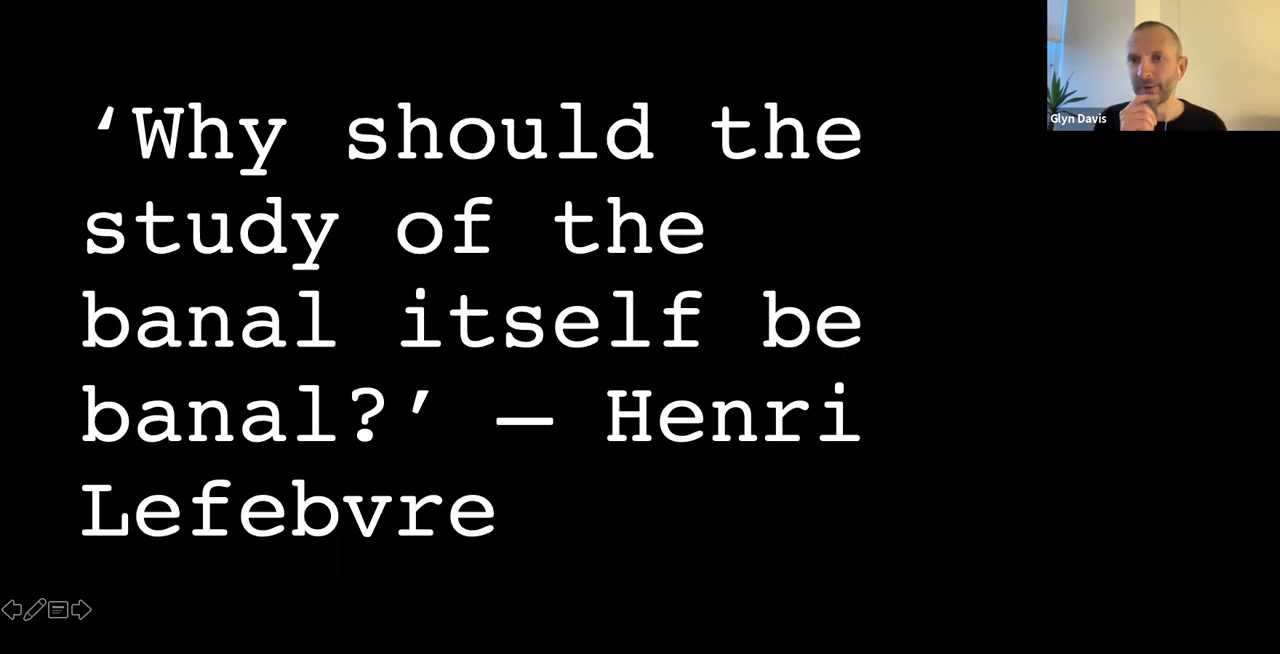 ‘Why should the
study of the
banal itself be
banal?’ – Henri
Lefebvre
Glyn Davis